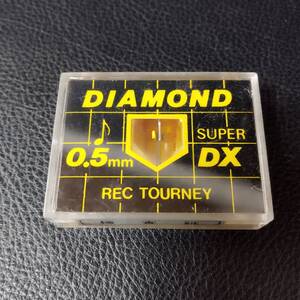 DIAMOND
SUPER
0.5mm DX
REC TOURNEY